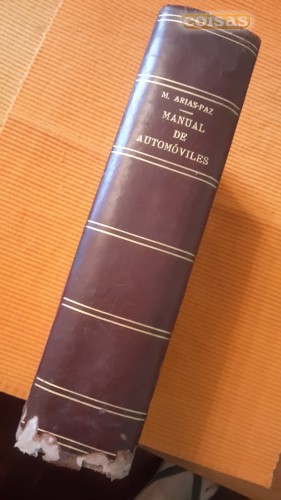 coisas
M. ARIAS-PAZ
MANUAL
DE
AUTOMÓVILES